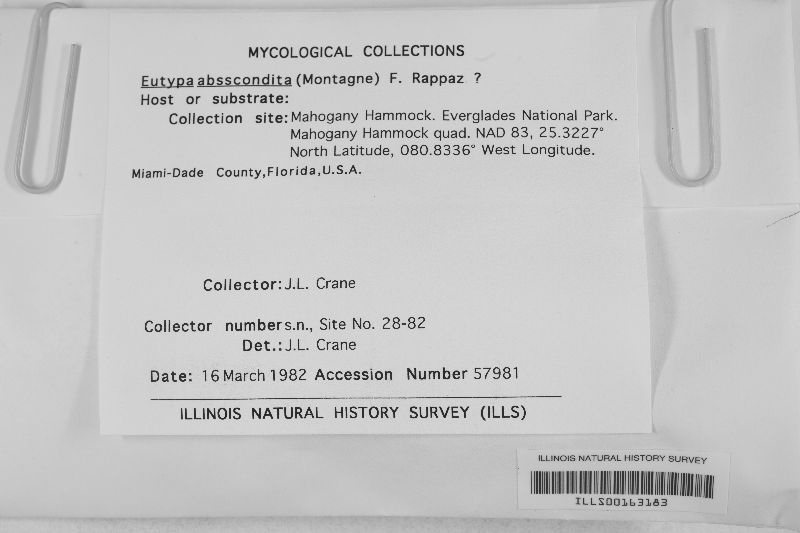 MYCOLOGICAL COLLECTIONS
Eutypa absscondita (Montagne) F. Rappaz ?
Host or substrate:
Collection site: Mahogany Hammock. Everglades National Park.
Mahogany Hammock quad. NAD 83, 25.3227°
North Latitude, 080.8336° West Longitude.
Miami-Dade County, Florida, U.S.A.
Collector: J.L. Crane
Collector number s.n., Site No. 28-82
Det.: J.L. Crane
Date: 16 March 1982 Accession Number 57981
ILLINOIS NATURAL HISTORY SURVEY (ILLS)
ILLINOIS NATURAL HISTORY SURVEY
ILLS00163183